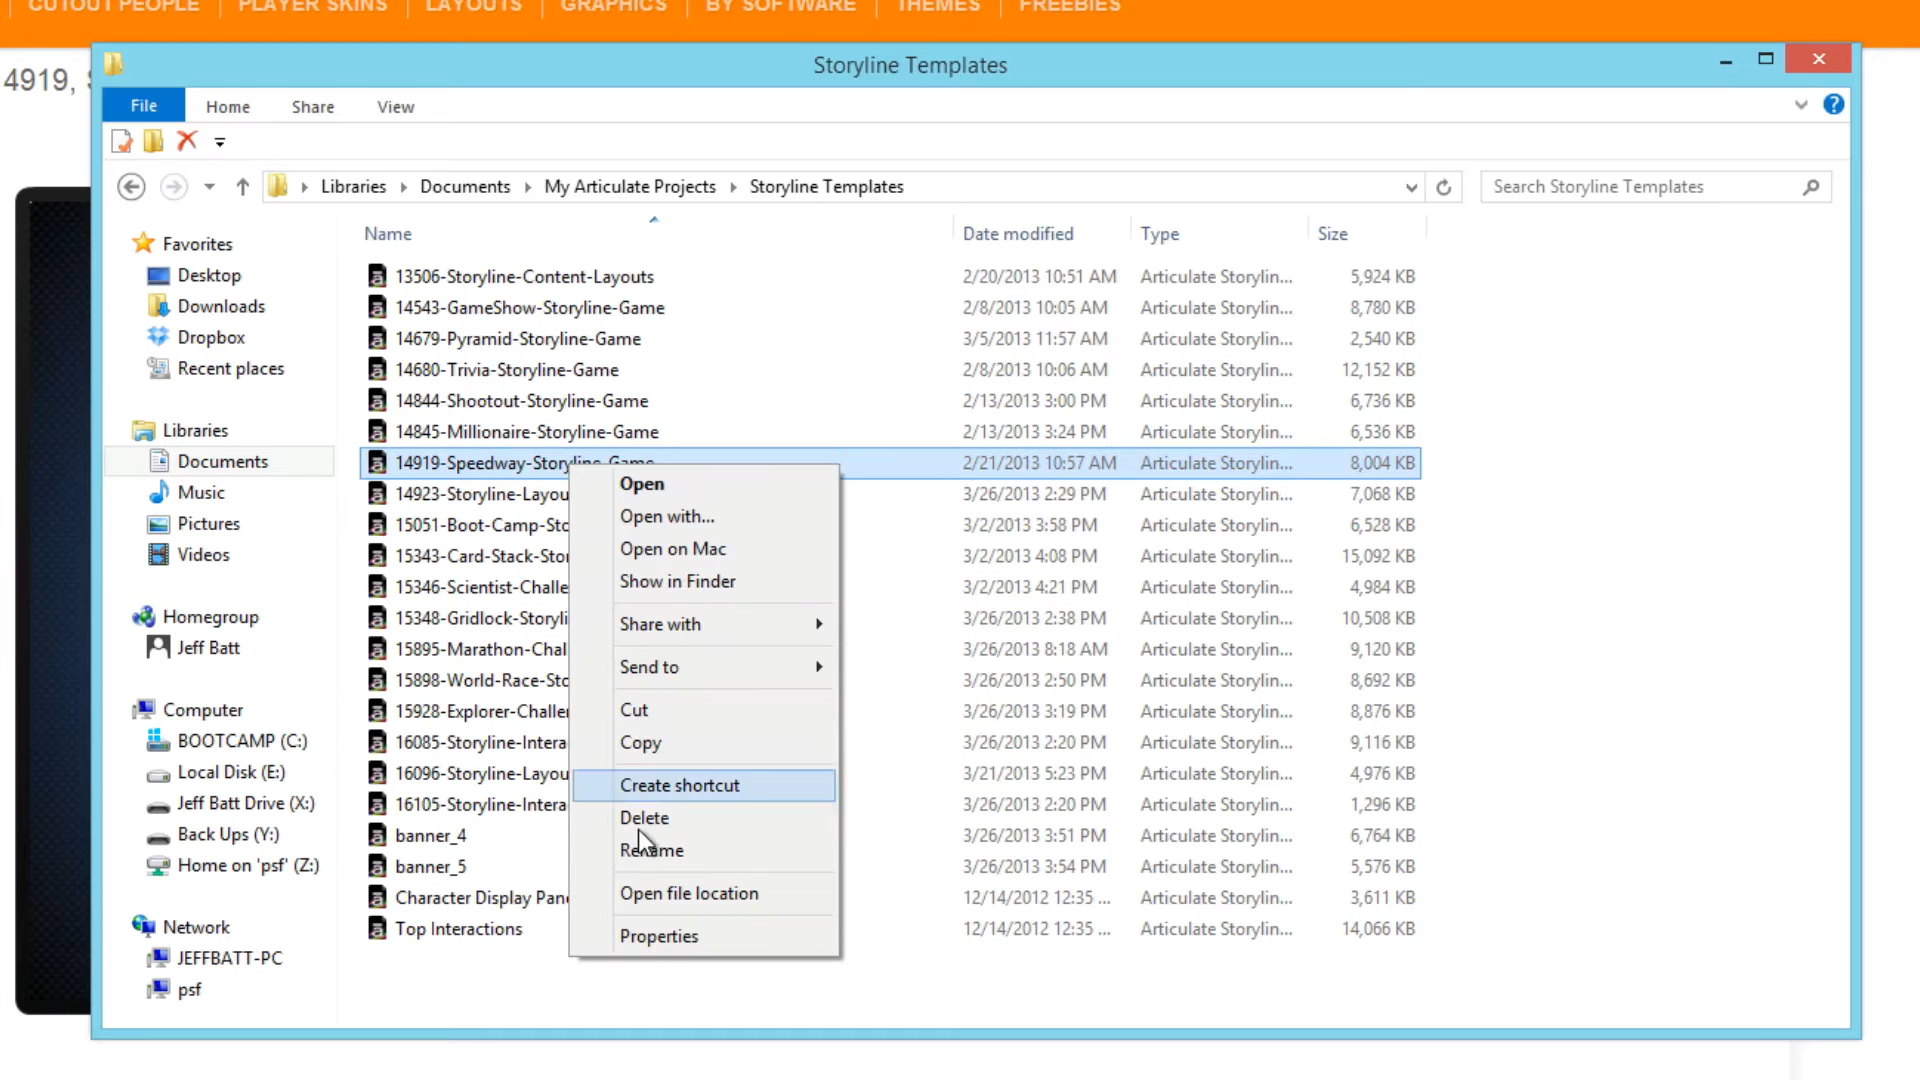 CUTOUT PEOPLE PLAYER SKINS LAYOUTS GRAPHICS BY SOFTWARE THEMES FREEBIES
4919,
Storyline Templates
File Home Share View
Libraries Documents My Articulate Projects Storyline Templates Search Storyline Templates
Name Date modified Type Size
Favorites
Desktop
Downloads
Dropbox
Recent places
Libraries
Documents
Music
Pictures
Videos
Homegroup
Jeff Batt
Computer
BOOTCAMP (C:)
Local Disk (E:)
Jeff Batt Drive (X:)
Back Ups (Y:)
Home on 'psf' (Z:)
Network
JEFFBATT-PC
psf
13506-Storyline-Content-Layouts 2/20/2013 10:51 AM Articulate Storylin... 5,924 KB
14543-GameShow-Storyline-Game 2/8/2013 10:05 AM Articulate Storylin... 8,780 KB
14679-Pyramid-Storyline-Game 3/5/2013 11:57 AM Articulate Storylin... 2,540 KB
14680-Trivia-Storyline-Game 2/8/2013 10:06 AM Articulate Storylin... 12,152 KB
14844-Shootout-Storyline-Game 2/13/2013 3:00 PM Articulate Storylin... 6,736 KB
14845-Millionaire-Storyline-Game 2/13/2013 3:24 PM Articulate Storylin... 6,536 KB
14919-Speedway-Storyline-Game 2/21/2013 10:57 AM Articulate Storylin... 8,004 KB
14923-Storyline-Layou 3/26/2013 2:29 PM Articulate Storylin... 7,068 KB
15051-Boot-Camp-Sto 3/2/2013 3:58 PM Articulate Storylin... 6,528 KB
15343-Card-Stack-Stor 3/2/2013 4:08 PM Articulate Storylin... 15,092 KB
15346-Scientist-Challe 3/2/2013 4:21 PM Articulate Storylin... 4,984 KB
15348-Gridlock-Storyli 3/26/2013 2:38 PM Articulate Storylin... 10,508 KB
15895-Marathon-Chal 3/26/2013 8:18 AM Articulate Storylin... 9,120 KB
15898-World-Race-Sto 3/26/2013 2:50 PM Articulate Storylin... 8,692 KB
15928-Explorer-Challer 3/26/2013 3:19 PM Articulate Storylin... 8,876 KB
16085-Storyline-Intera 3/26/2013 2:20 PM Articulate Storylin... 9,116 KB
16096-Storyline-Layou 3/21/2013 5:23 PM Articulate Storylin... 4,976 KB
16105-Storyline-Intera 3/26/2013 2:20 PM Articulate Storylin... 1,296 KB
banner_4 3/26/2013 3:51 PM Articulate Storylin... 6,764 KB
banner_5 3/26/2013 3:54 PM Articulate Storylin... 5,576 KB
Character Display Pan 12/14/2012 12:35 ... Articulate Storylin... 3,611 KB
Top Interactions 12/14/2012 12:35 ... Articulate Storylin... 14,066 KB
Open
Open with...
Open on Mac
Show in Finder
Share with
Send to
Cut
Copy
Create shortcut
Delete
Rename
Open file location
Properties